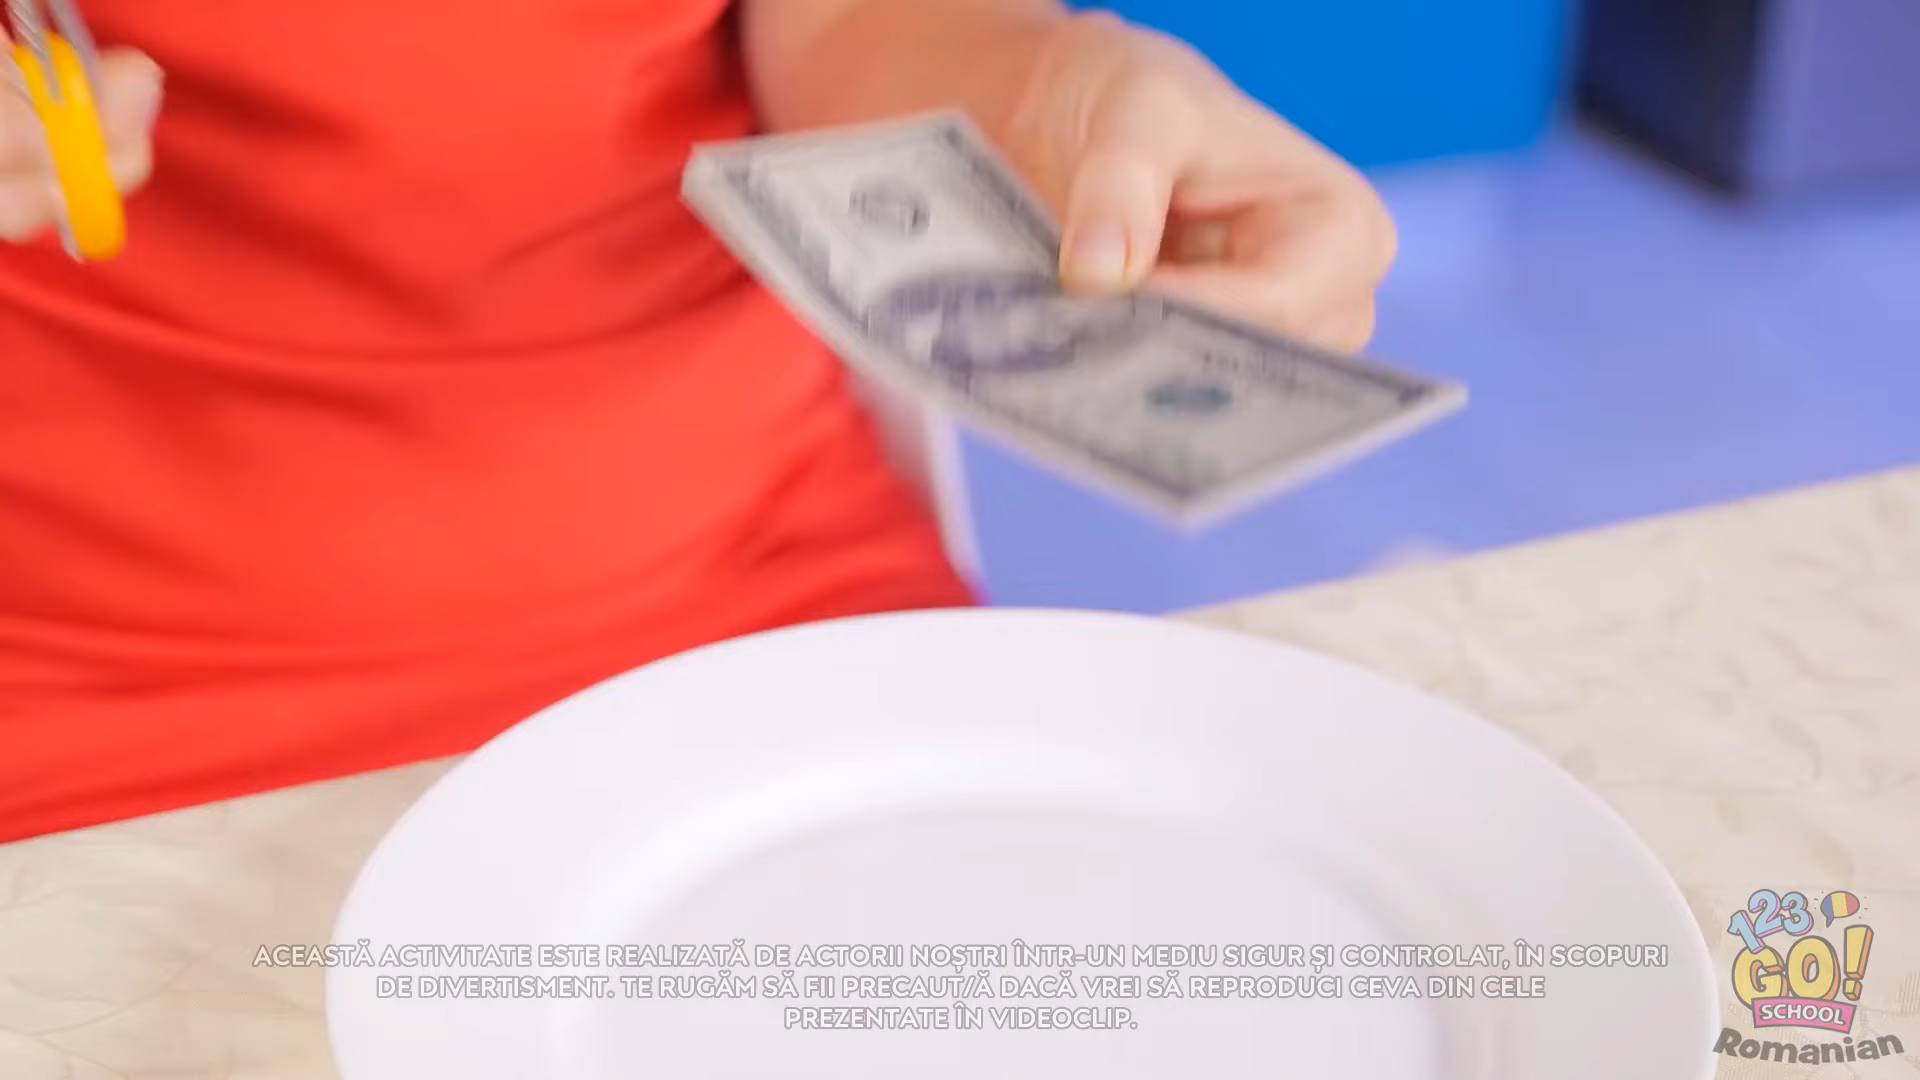 ACEASTĂ ACTIVITATE ESTE REALIZATĂ DE ACTORII NOȘTRI ÎNTR-UN MEDIU SIGUR ȘI CONTROLAT, ÎN SCOPURI
DE DIVERTISMENT. TE RUGĂM SĂ FII PRECAUT/Ă DACĂ VREI SĂ REPRODUCI CEVA DIN CELE
PREZENTATE ÎN VIDEOCLIP.
123
GO!
SCHOOL
Romanian